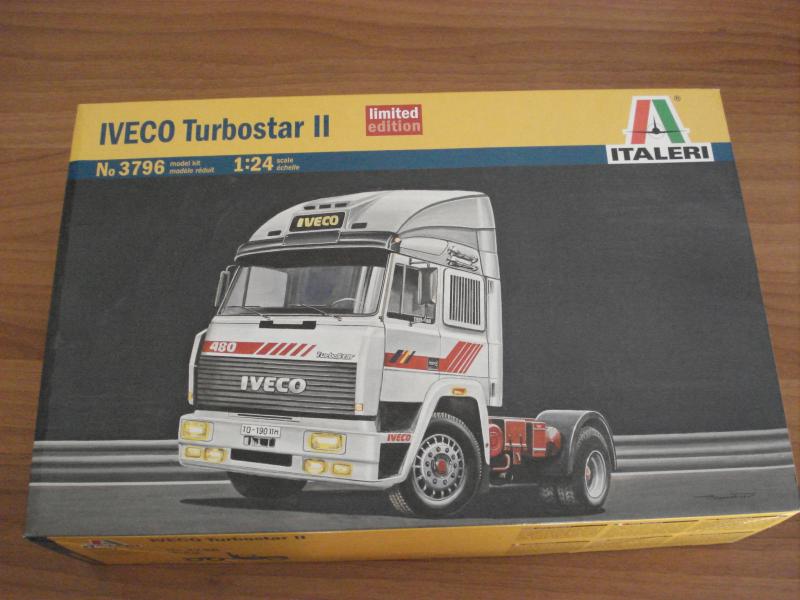 IVECO Turbostar II
limited
edition
®
ITALERI
No 3796 model kit
modèle réduit
1:24 scale
échelle
IVECO
480
TurboStar
IVECO
TO-190 11M
IVECO
IVECO Turbostar II